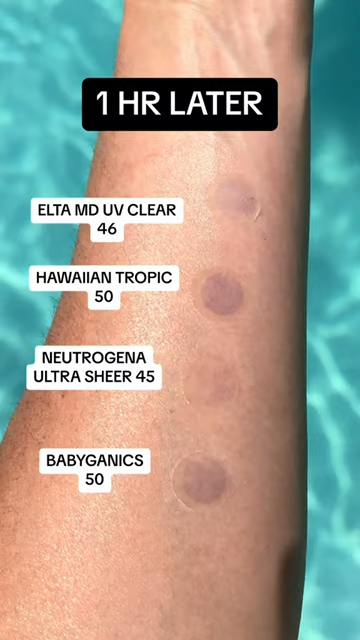 1 HR LATER
ELTA MD UV CLEAR
46
HAWAIIAN TROPIC
50
NEUTROGENA
ULTRA SHEER 45
BABYGANICS
50